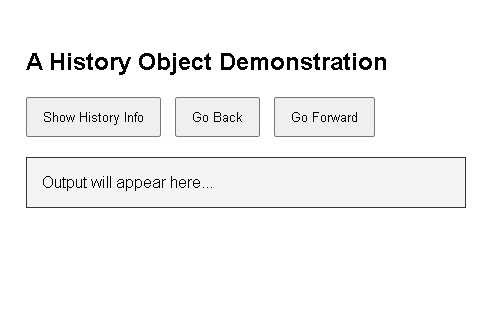 A History Object Demonstration
Show History Info Go Back Go Forward
Output will appear here...